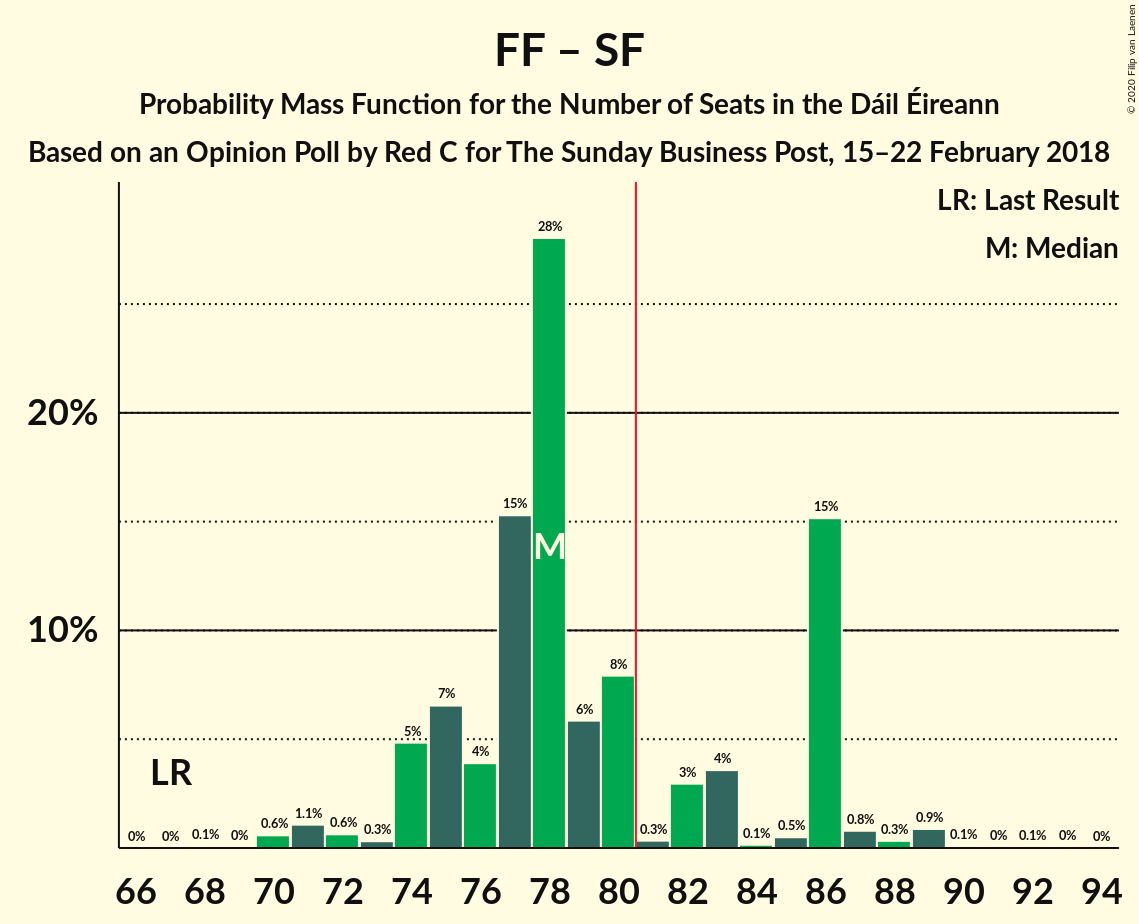 FF – SF
Probability Mass Function for the Number of Seats in the Dáil Éireann
Based on an Opinion Poll by Red C for The Sunday Business Post, 15–22 February 2018
© 2020 Filip van Laenen
LR: Last Result
M: Median
20%
10%
LR
M
0% 0% 0.1% 0% 0.6% 1.1% 0.6% 0.3% 5% 7% 4% 15% 28% 6% 8% 0.3% 3% 4% 0.1% 0.5% 15% 0.8% 0.3% 0.9% 0.1% 0% 0.1% 0% 0%
66 68 70 72 74 76 78 80 82 84 86 88 90 92 94